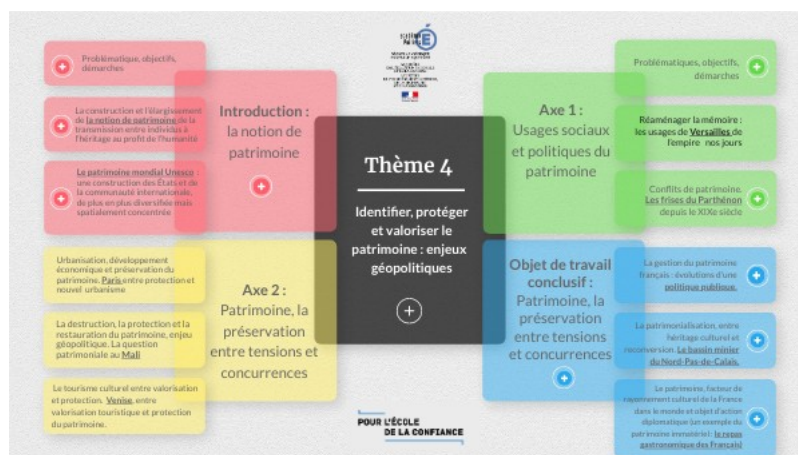 Problématique, objectifs,
démarches
La construction et l'élargissement
de la notion de patrimoine de la
transmission entre individus à
l'héritage au profit de l'humanité
Le patrimoine mondial Unesco :
une construction des États et de
la communauté internationale,
de plus en plus diversifiée mais
spatialement concentrée
Introduction :
la notion de
patrimoine
Urbanisation, développement
économique et préservation du
patrimoine. Paris entre protection et
nouvel urbanisme
La destruction, la protection et la
restauration du patrimoine, enjeu
géopolitique. La question
patrimoniale au Mali
Le tourisme culturel entre valorisation
et protection. Venise, entre
valorisation touristique et protection
du patrimoine.
Axe 2 :
Patrimoine, la
préservation
entre tensions et
concurrences
Thème 4
Identifier, protéger
et valoriser le
patrimoine : enjeux
géopolitiques
Axe 1 :
Usages sociaux
et politiques du
patrimoine
Problématiques, objectifs,
démarches
Réaménager la mémoire :
les usages de Versailles de
l'empire nos jours
Conflits de patrimoine.
Les frises du Parthénon
depuis le XIXe siècle
Objet de travail
conclusif :
Patrimoine, la
préservation
entre tensions et
concurrences
La gestion du patrimoine
français : évolutions d'une
politique publique.
La patrimonialisation, entre
héritage culturel et
reconversion. Le bassin minier
du Nord-Pas-de-Calais.
Le patrimoine, facteur de
rayonnement culturel de la France
dans le monde et objet d'action
diplomatique (un exemple du
patrimoine immatériel : le repas
gastronomique des Français)
POUR L'ÉCOLE
DE LA CONFIANCE